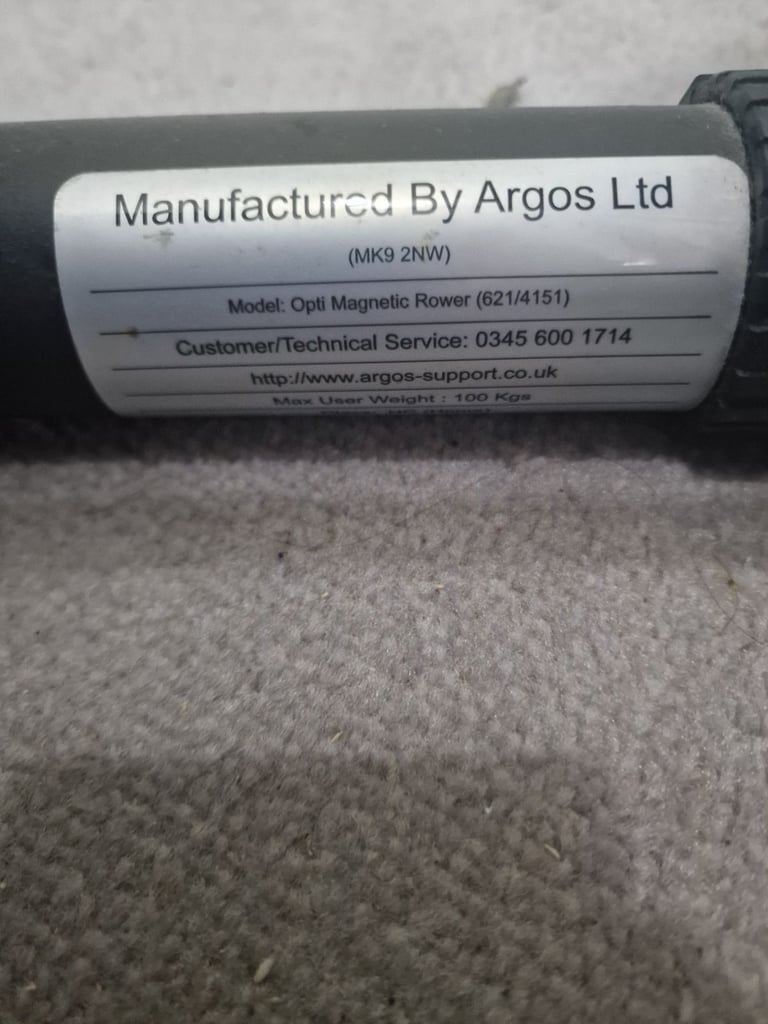 Manufactured By Argos Ltd
(MK9 2NW)
Model: Opti Magnetic Rower (621/4151)
Customer/Technical Service: 0345 600 1714
http://www.argos-support.co.uk
Max User Weight : 100 Kgs